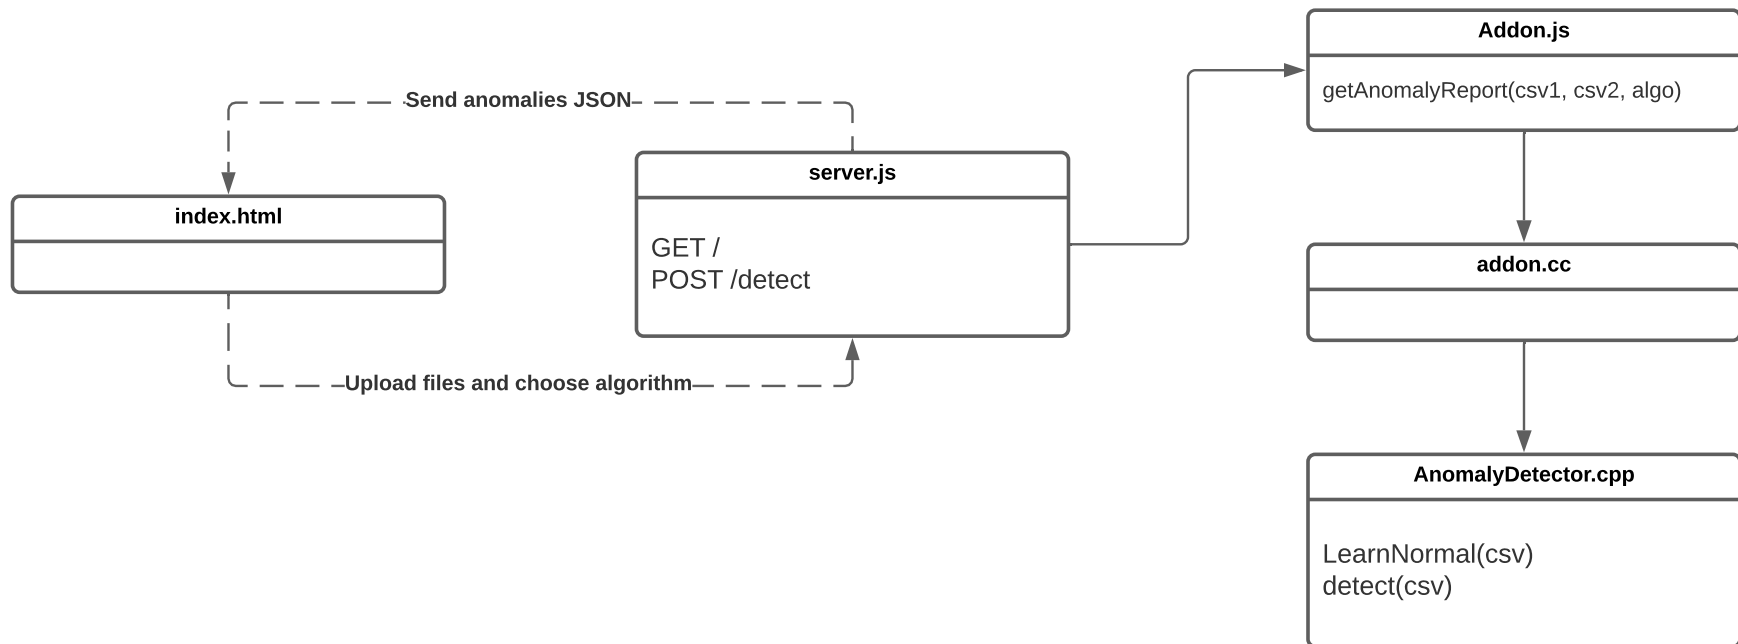 Addon.js
getAnomalyReport(csv1, csv2, algo)
Send anomalies JSON
server.js
GET /
POST /detect
index.html
Upload files and choose algorithm
addon.cc
AnomalyDetector.cpp
LearnNormal(csv)
detect(csv)